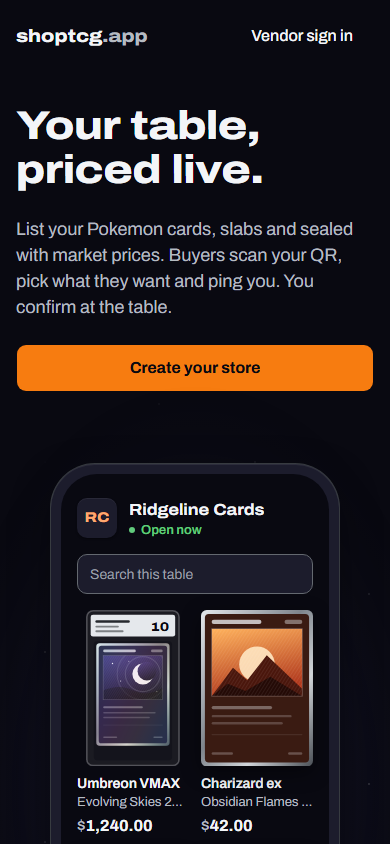 shoptcg.app
Vendor sign in
Your table,
priced live.
List your Pokemon cards, slabs and sealed
with market prices. Buyers scan your QR,
pick what they want and ping you. You
confirm at the table.
Create your store
RC
Ridgeline Cards
Open now
Search this table
10
Umbreon VMAX
Evolving Skies 2...
$1,240.00
Charizard ex
Obsidian Flames ...
$42.00